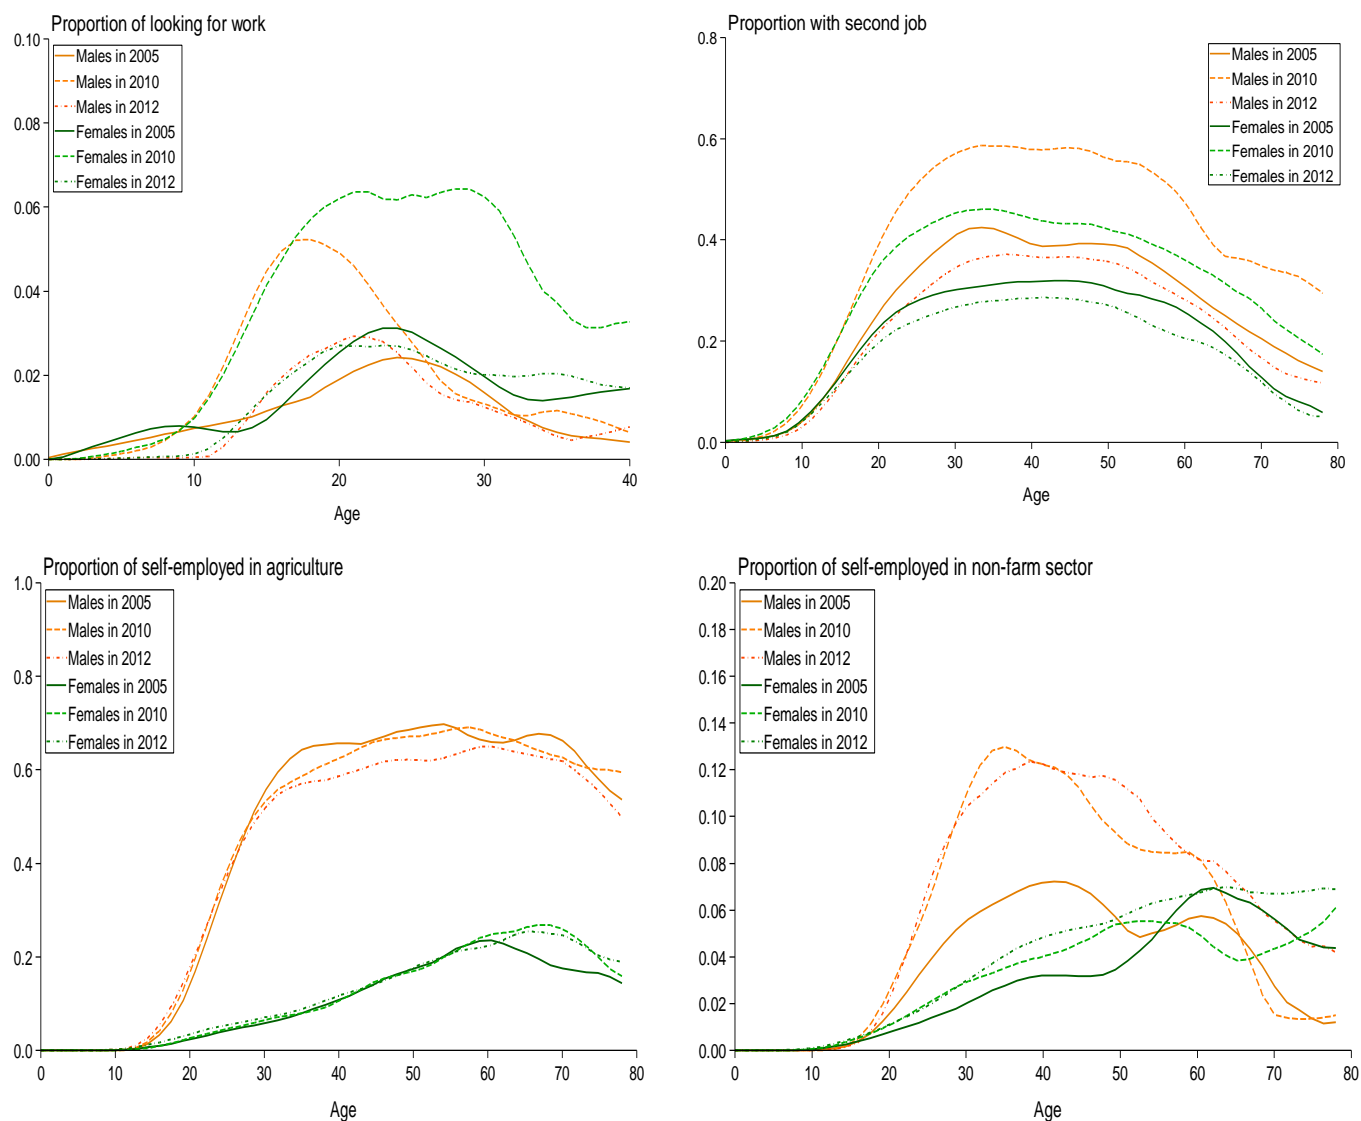 Proportion of looking for work
0.10
0.08
0.06
0.04
0.02
0.00
Males in 2005
Males in 2010
Males in 2012
Females in 2005
Females in 2010
Females in 2012
0 10 20 30 40
Age
Proportion with second job
0.8
0.6
0.4
0.2
0.0
Males in 2005
Males in 2010
Males in 2012
Females in 2005
Females in 2010
Females in 2012
0 10 20 30 40 50 60 70 80
Age
Proportion of self-employed in agriculture
1.0
0.8
0.6
0.4
0.2
0.0
Males in 2005
Males in 2010
Males in 2012
Females in 2005
Females in 2010
Females in 2012
0 10 20 30 40 50 60 70 80
Age
Proportion of self-employed in non-farm sector
0.20
0.18
0.16
0.14
0.12
0.10
0.08
0.06
0.04
0.02
0.00
Males in 2005
Males in 2010
Males in 2012
Females in 2005
Females in 2010
Females in 2012
0 10 20 30 40 50 60 70 80
Age